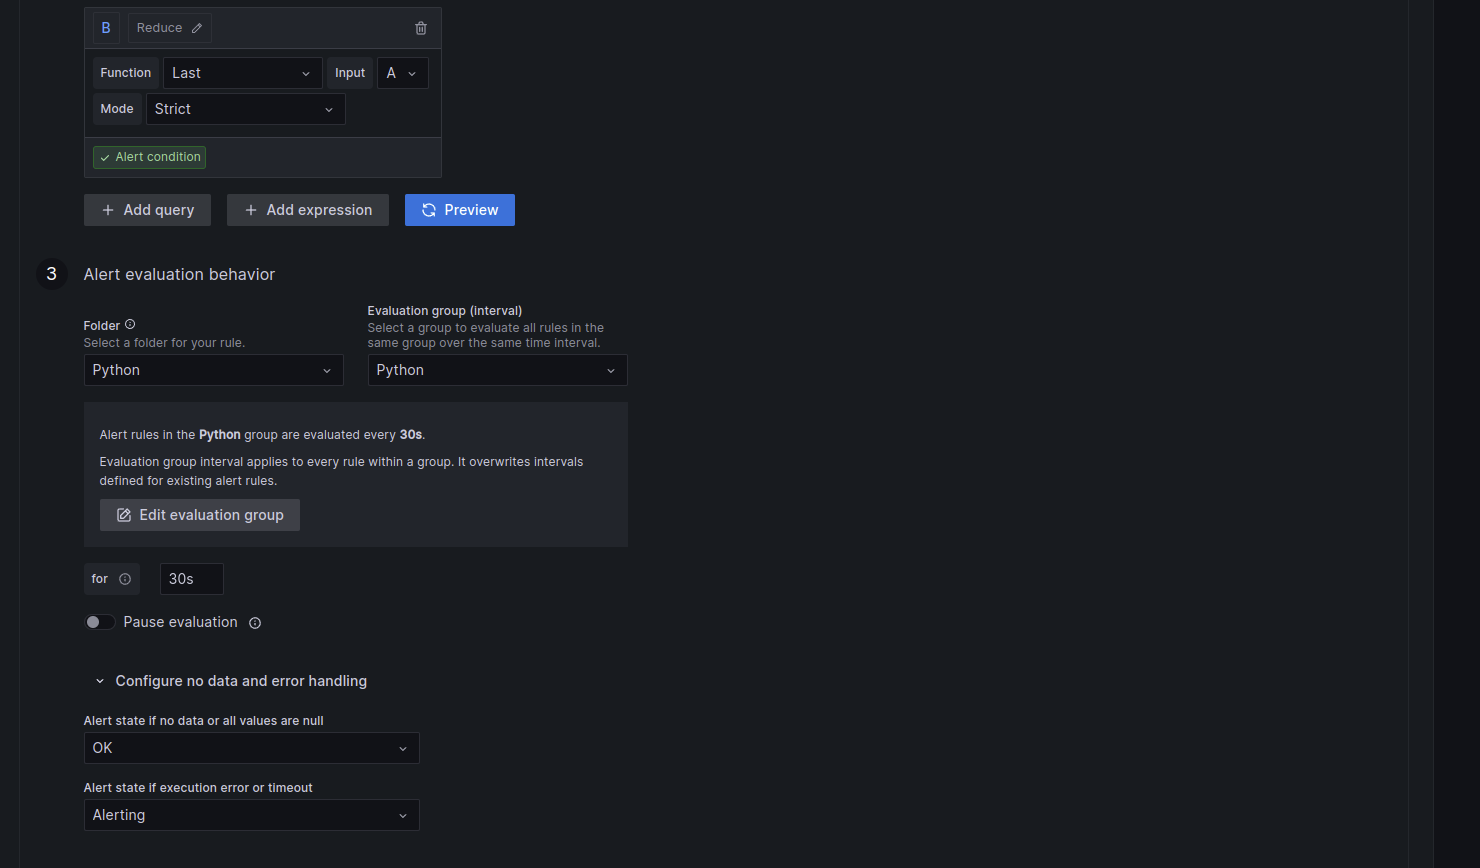 B Reduce
Function Last Input A
Mode Strict
Alert condition
Add query Add expression Preview
3 Alert evaluation behavior
Folder
Select a folder for your rule.
Python
Evaluation group (interval)
Select a group to evaluate all rules in the
same group over the same time interval.
Python
Alert rules in the Python group are evaluated every 30s.
Evaluation group interval applies to every rule within a group. It overwrites intervals
defined for existing alert rules.
Edit evaluation group
for 30s
Pause evaluation
Configure no data and error handling
Alert state if no data or all values are null
OK
Alert state if execution error or timeout
Alerting